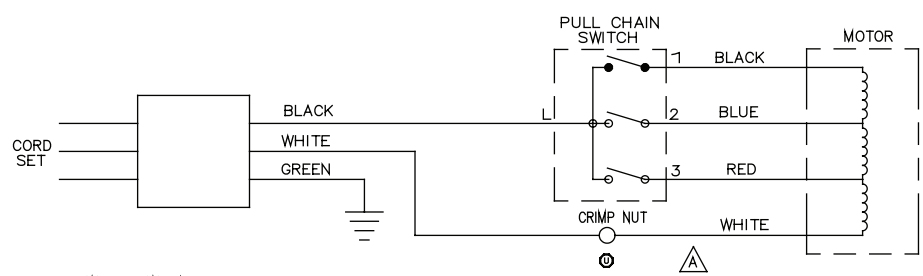 PULL CHAIN
SWITCH
MOTOR
1
BLACK
BLACK
L
2
BLUE
CORD
SET
WHITE
GREEN
3
RED
CRIMP NUT
WHITE
U
A